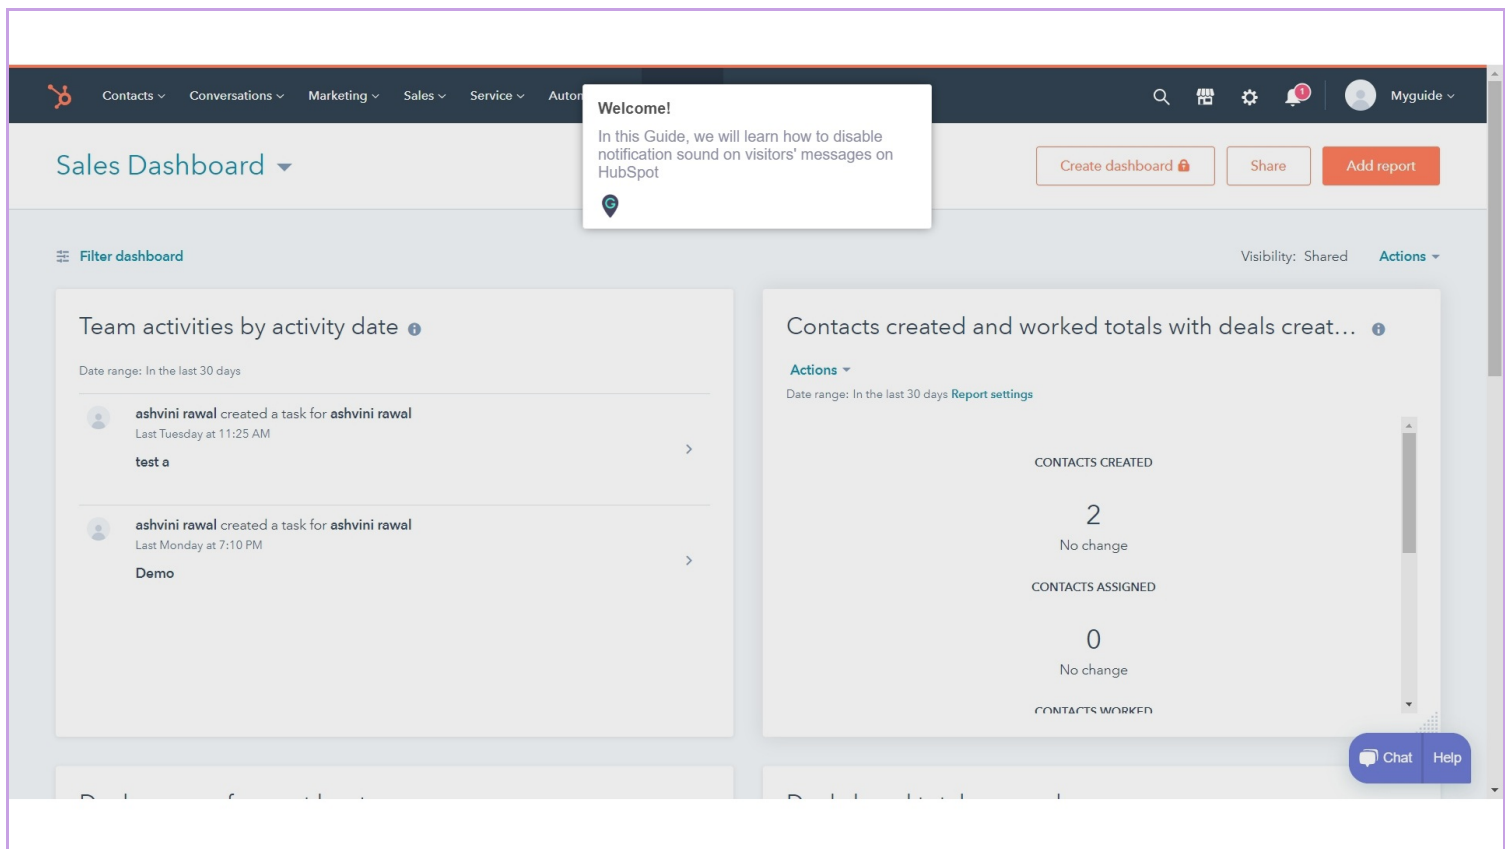 Contacts Conversations Marketing Sales Service
1
Myguide
Welcome!
In this Guide, we will learn how to disable
notification sound on visitors' messages on
HubSpot
G
Sales Dashboard
Create dashboard Share Add report
Filter dashboard
Visibility: Shared Actions
Team activities by activity date
Date range: In the last 30 days
ashvini rawal created a task for ashvini rawal
Last Tuesday at 11:25 AM
test a
ashvini rawal created a task for ashvini rawal
Last Monday at 7:10 PM
Demo
Contacts created and worked totals with deals creat...
Actions
Date range: In the last 30 days Report settings
CONTACTS CREATED
2
No change
CONTACTS ASSIGNED
0
No change
CONTACTS WORKED
Chat Help